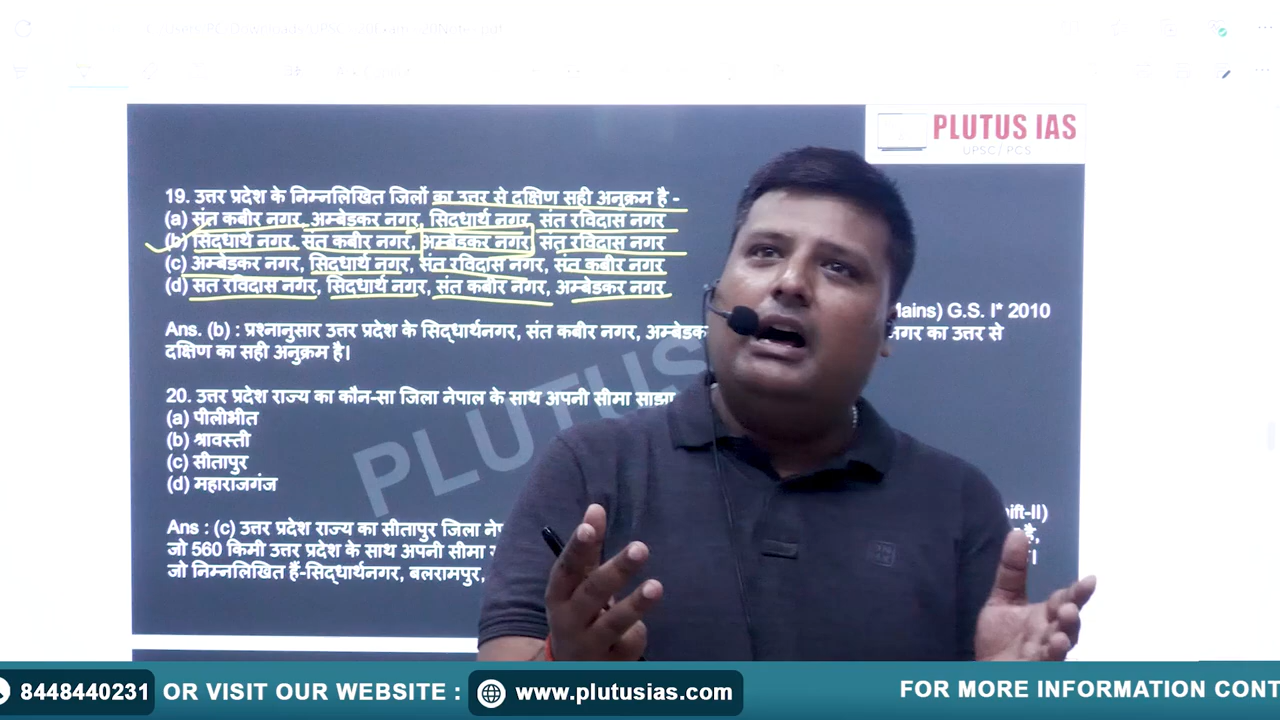 PLUTUS IAS
UPSC/ PCS
19. उत्तर प्रदेश के निम्नलिखित जिलों का उत्तर से दक्षिण सही अनुक्रम है -
(a) संत कबीर नगर, अम्बेडकर नगर, सिद्धार्थ नगर, संत रविदास नगर
(b) सिद्धार्थ नगर, संत कबीर नगर, अम्बेडकर नगर, संत रविदास नगर
(c) अम्बेडकर नगर, सिद्धार्थ नगर, संत रविदास नगर, संत कबीर नगर
(d) संत रविदास नगर, सिद्धार्थ नगर, संत कबीर नगर, अम्बेडकर नगर
Mains) G.S. I* 2010
Ans. (b) : प्रश्नानुसार उत्तर प्रदेश के सिद्धार्थनगर, संत कबीर नगर, का उत्तर से
दक्षिण का सही अनुक्रम है।
20. उत्तर प्रदेश राज्य का कौन-सा जिला नेपाल के साथ अपनी सीमा साझा
(a) पीलीभीत
(b) श्रावस्ती
(c) सीतापुर
(d) महाराजगंज
-II)
Ans : (c) उत्तर प्रदेश राज्य का सीतापुर जिला है,
जो 560 किमी उत्तर प्रदेश के साथ अपनी सीमा
जो निम्नलिखित हैं-सिद्धार्थनगर, बलरामपुर,
PLUTUS
8448440231 OR VISIT OUR WEBSITE : www.plutusias.com FOR MORE INFORMATION CONT